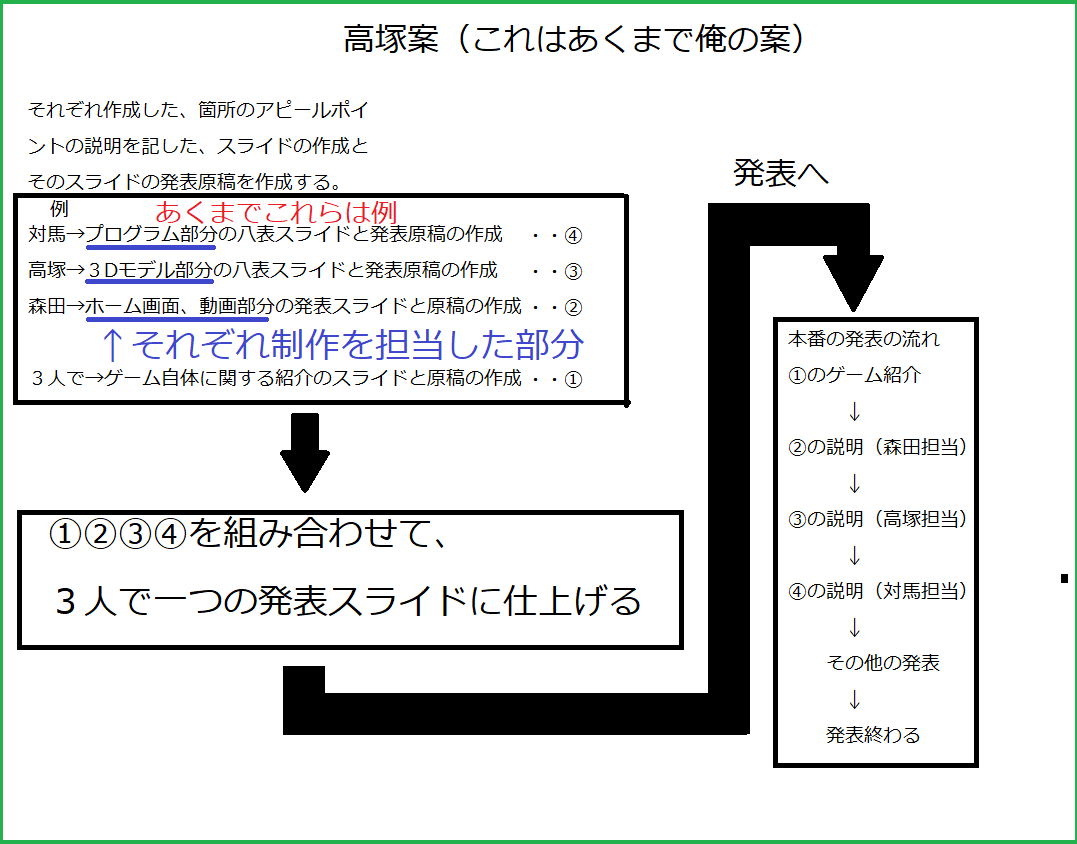 高塚案（これはあくまで俺の案）
それぞれ作成した、箇所のアピールポイ
ントの説明を記した、スライドの作成と
そのスライドの発表原稿を作成する。
例
あくまでこれらは例
対馬→プログラム部分の八表スライドと発表原稿の作成　・・④
高塚→３Dモデル部分の八表スライドと発表原稿の作成　・・③
森田→ホーム画面、動画部分の発表スライドと原稿の作成・・②
↑それぞれ制作を担当した部分
３人で→ゲーム自体に関する紹介のスライドと原稿の作成・・①
①②③④を組み合わせて、
３人で一つの発表スライドに仕上げる
発表へ
本番の発表の流れ
①のゲーム紹介
↓
②の説明（森田担当）
↓
③の説明（高塚担当）
↓
④の説明（対馬担当）
↓
その他の発表
↓
発表終わる